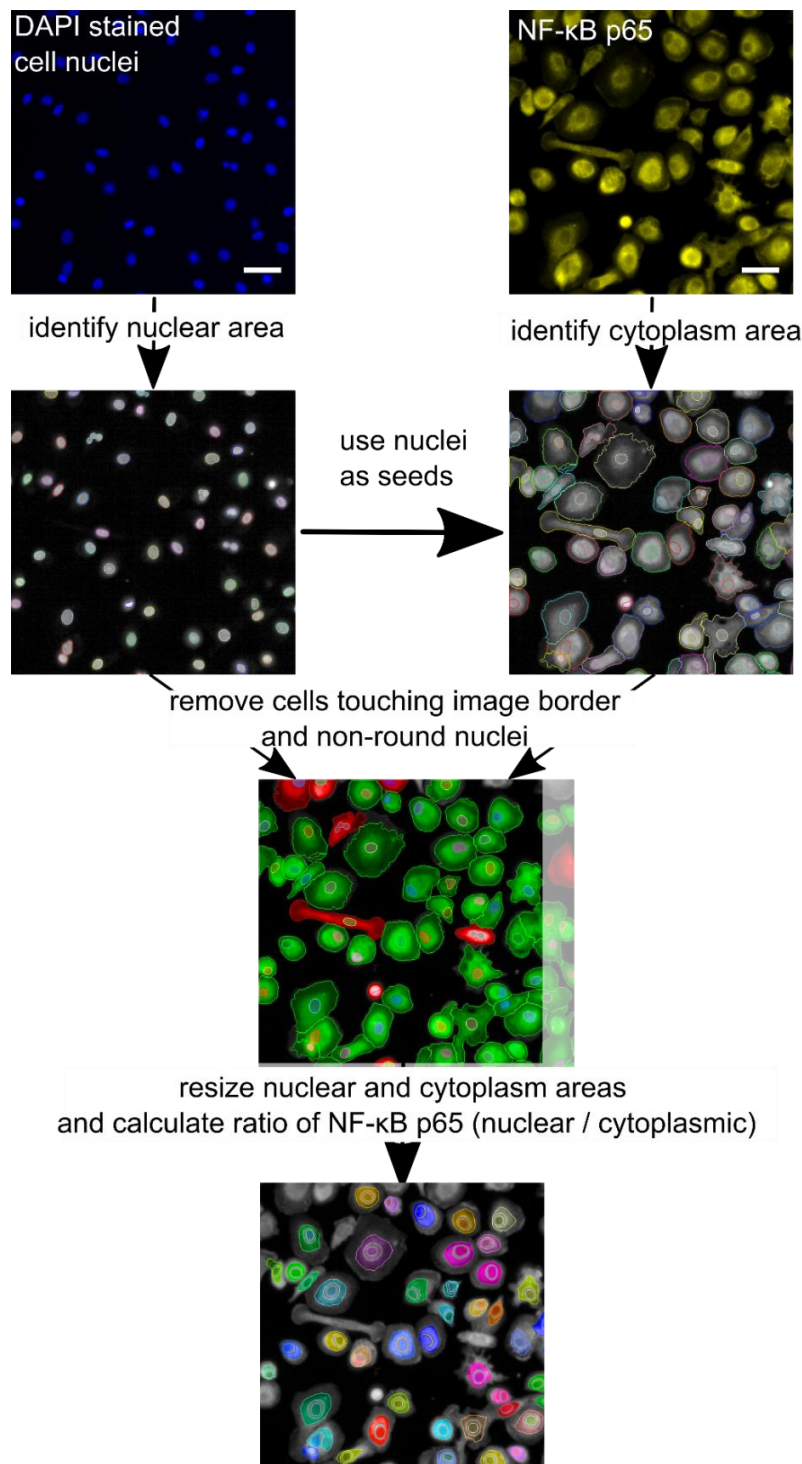 DAPI stained
cell nuclei
NF-κB p65
identify nuclear area
identify cytoplasm area
use nuclei
as seeds
remove cells touching image border
and non-round nuclei
resize nuclear and cytoplasm areas
and calculate ratio of NF-κB p65 (nuclear / cytoplasmic)